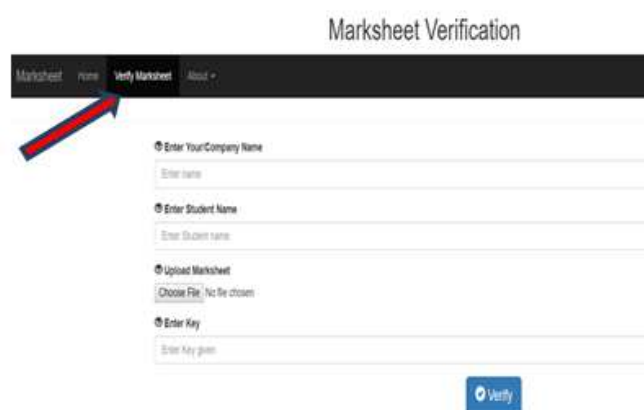 Marksheet Verification
Marksheet Home Verify Marksheet About
Enter Your/Company Name
Enter name
Enter Student Name
Enter Student name
Upload Marksheet
Choose File No file chosen
Enter Key
Enter Key given
Verify